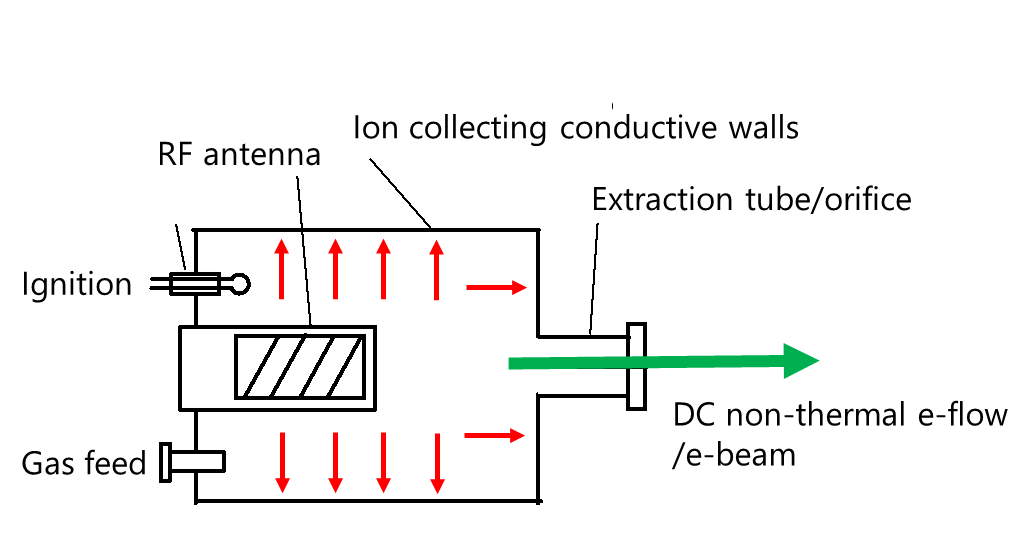 Ion collecting conductive walls
RF antenna
Extraction tube/orifice
Ignition
DC non-thermal e-flow
/e-beam
Gas feed